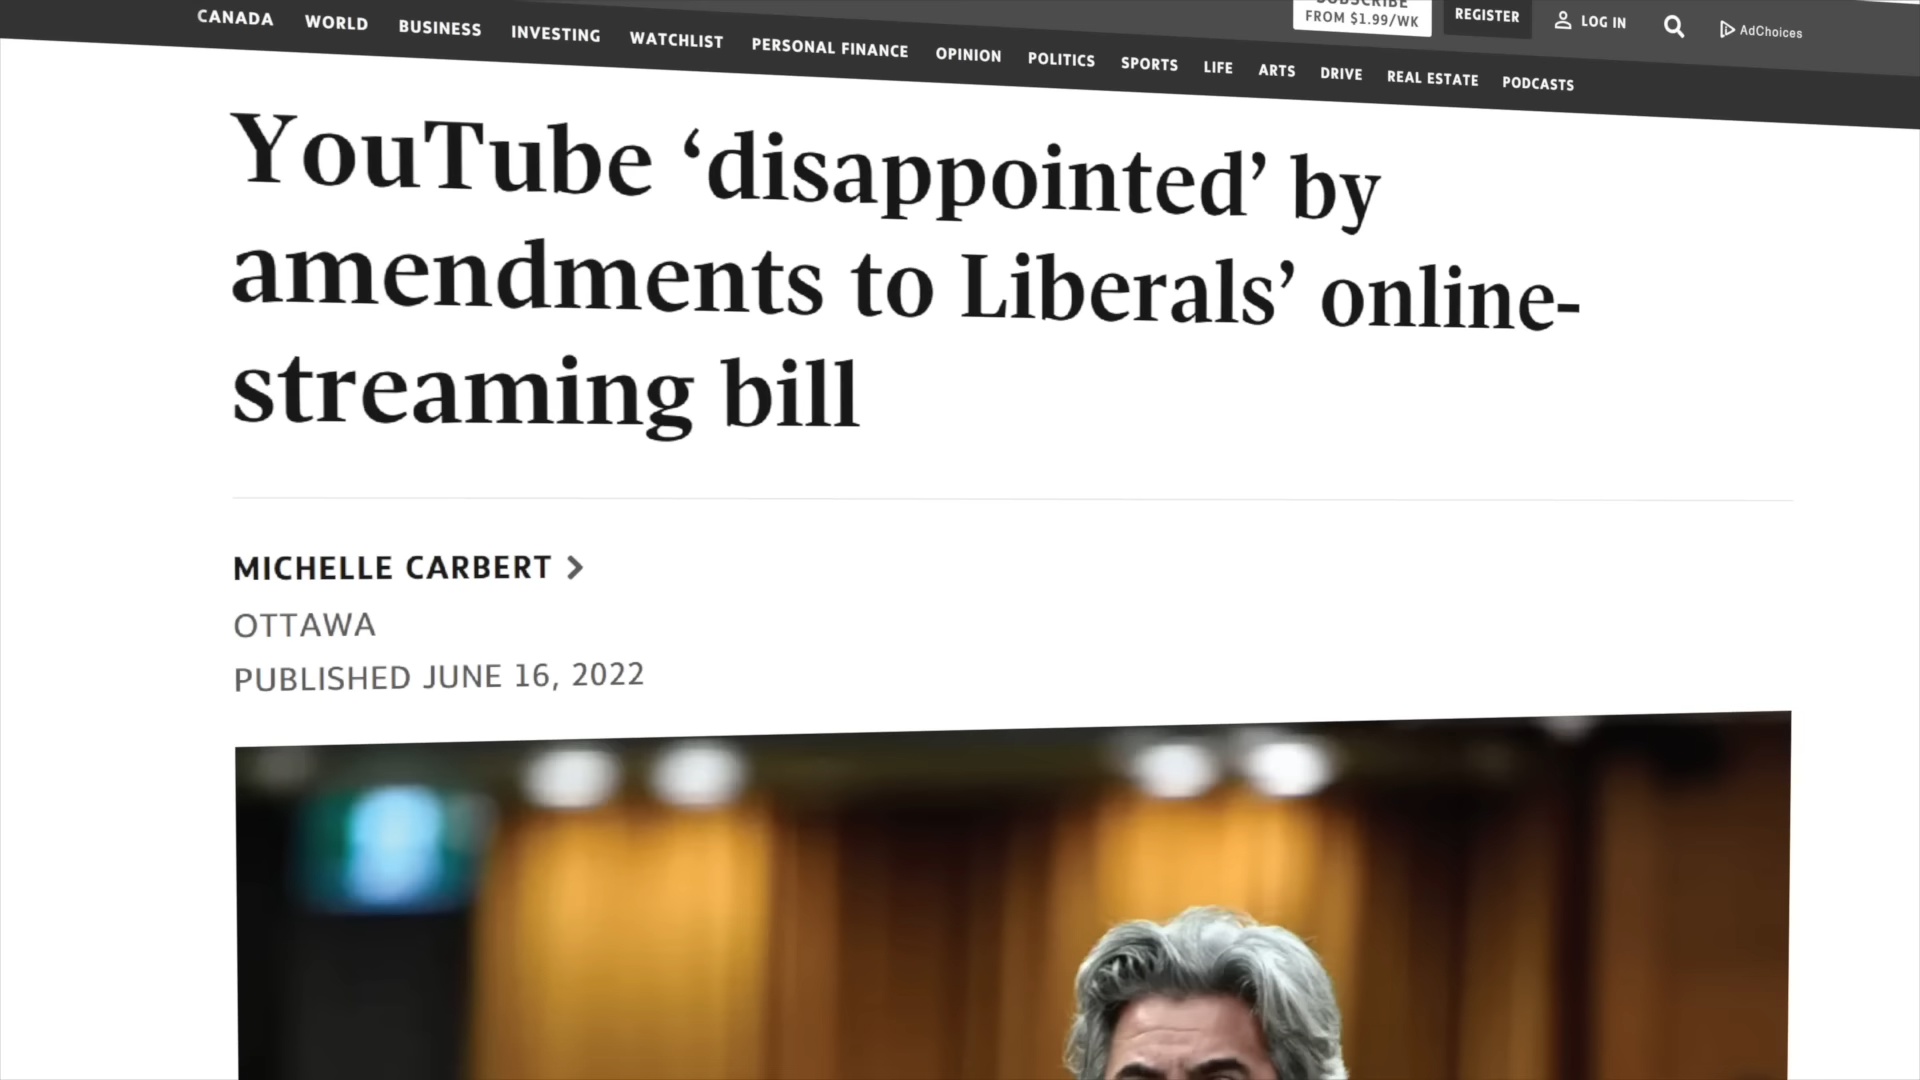 SUBSCRIBE
FROM $1.99/WK
REGISTER
LOG IN
AdChoices
CANADA WORLD BUSINESS INVESTING WATCHLIST PERSONAL FINANCE OPINION POLITICS SPORTS LIFE ARTS DRIVE REAL ESTATE PODCASTS
YouTube ‘disappointed’ by
amendments to Liberals’ online-
streaming bill
MICHELLE CARBERT
OTTAWA
PUBLISHED JUNE 16, 2022